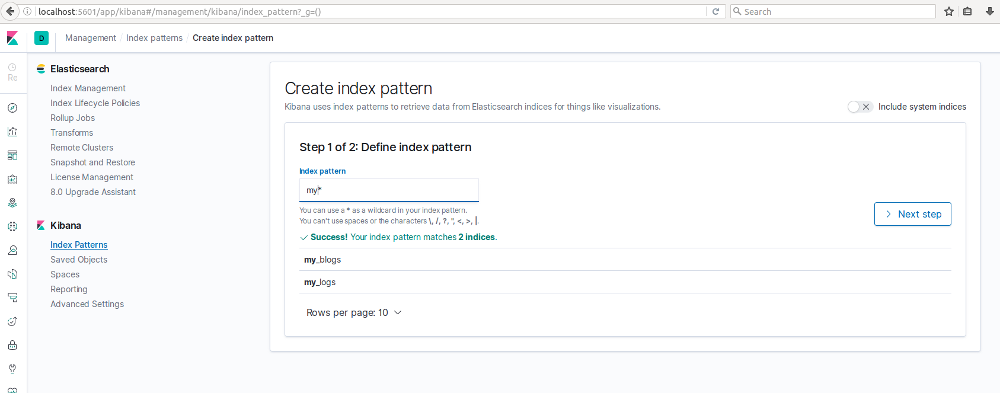 localhost:5601/app/kibana#/management/kibana/index_pattern?_g=()
Search
D
Management / Index patterns / Create index pattern
Re
Elasticsearch
Index Management
Index Lifecycle Policies
Rollup Jobs
Transforms
Remote Clusters
Snapshot and Restore
License Management
8.0 Upgrade Assistant
Kibana
Index Patterns
Saved Objects
Spaces
Reporting
Advanced Settings
Create index pattern
Kibana uses index patterns to retrieve data from Elasticsearch indices for things like visualizations.
Include system indices
Step 1 of 2: Define index pattern
Index pattern
my*
You can use a * as a wildcard in your index pattern.
You can't use spaces or the characters \, /, ?, ", <, >, |.
Next step
Success! Your index pattern matches 2 indices.
my_blogs
my_logs
Rows per page: 10